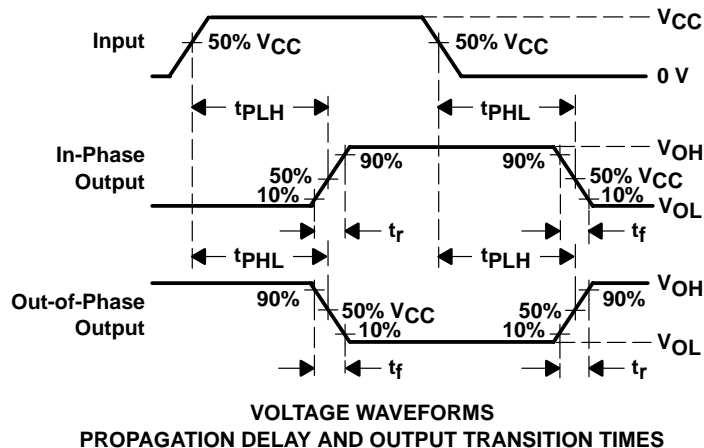 VCC
Input
50% VCC
50% VCC
0 V
tPLH
tPHL
In-Phase
Output
90%
90%
VOH
50%
50% VCC
10%
10%
VOL
tr
tf
tPHL
tPLH
Out-of-Phase
Output
90%
50% VCC
10%
VOH
90%
50%
10%
VOL
tf
tr
VOLTAGE WAVEFORMS
PROPAGATION DELAY AND OUTPUT TRANSITION TIMES